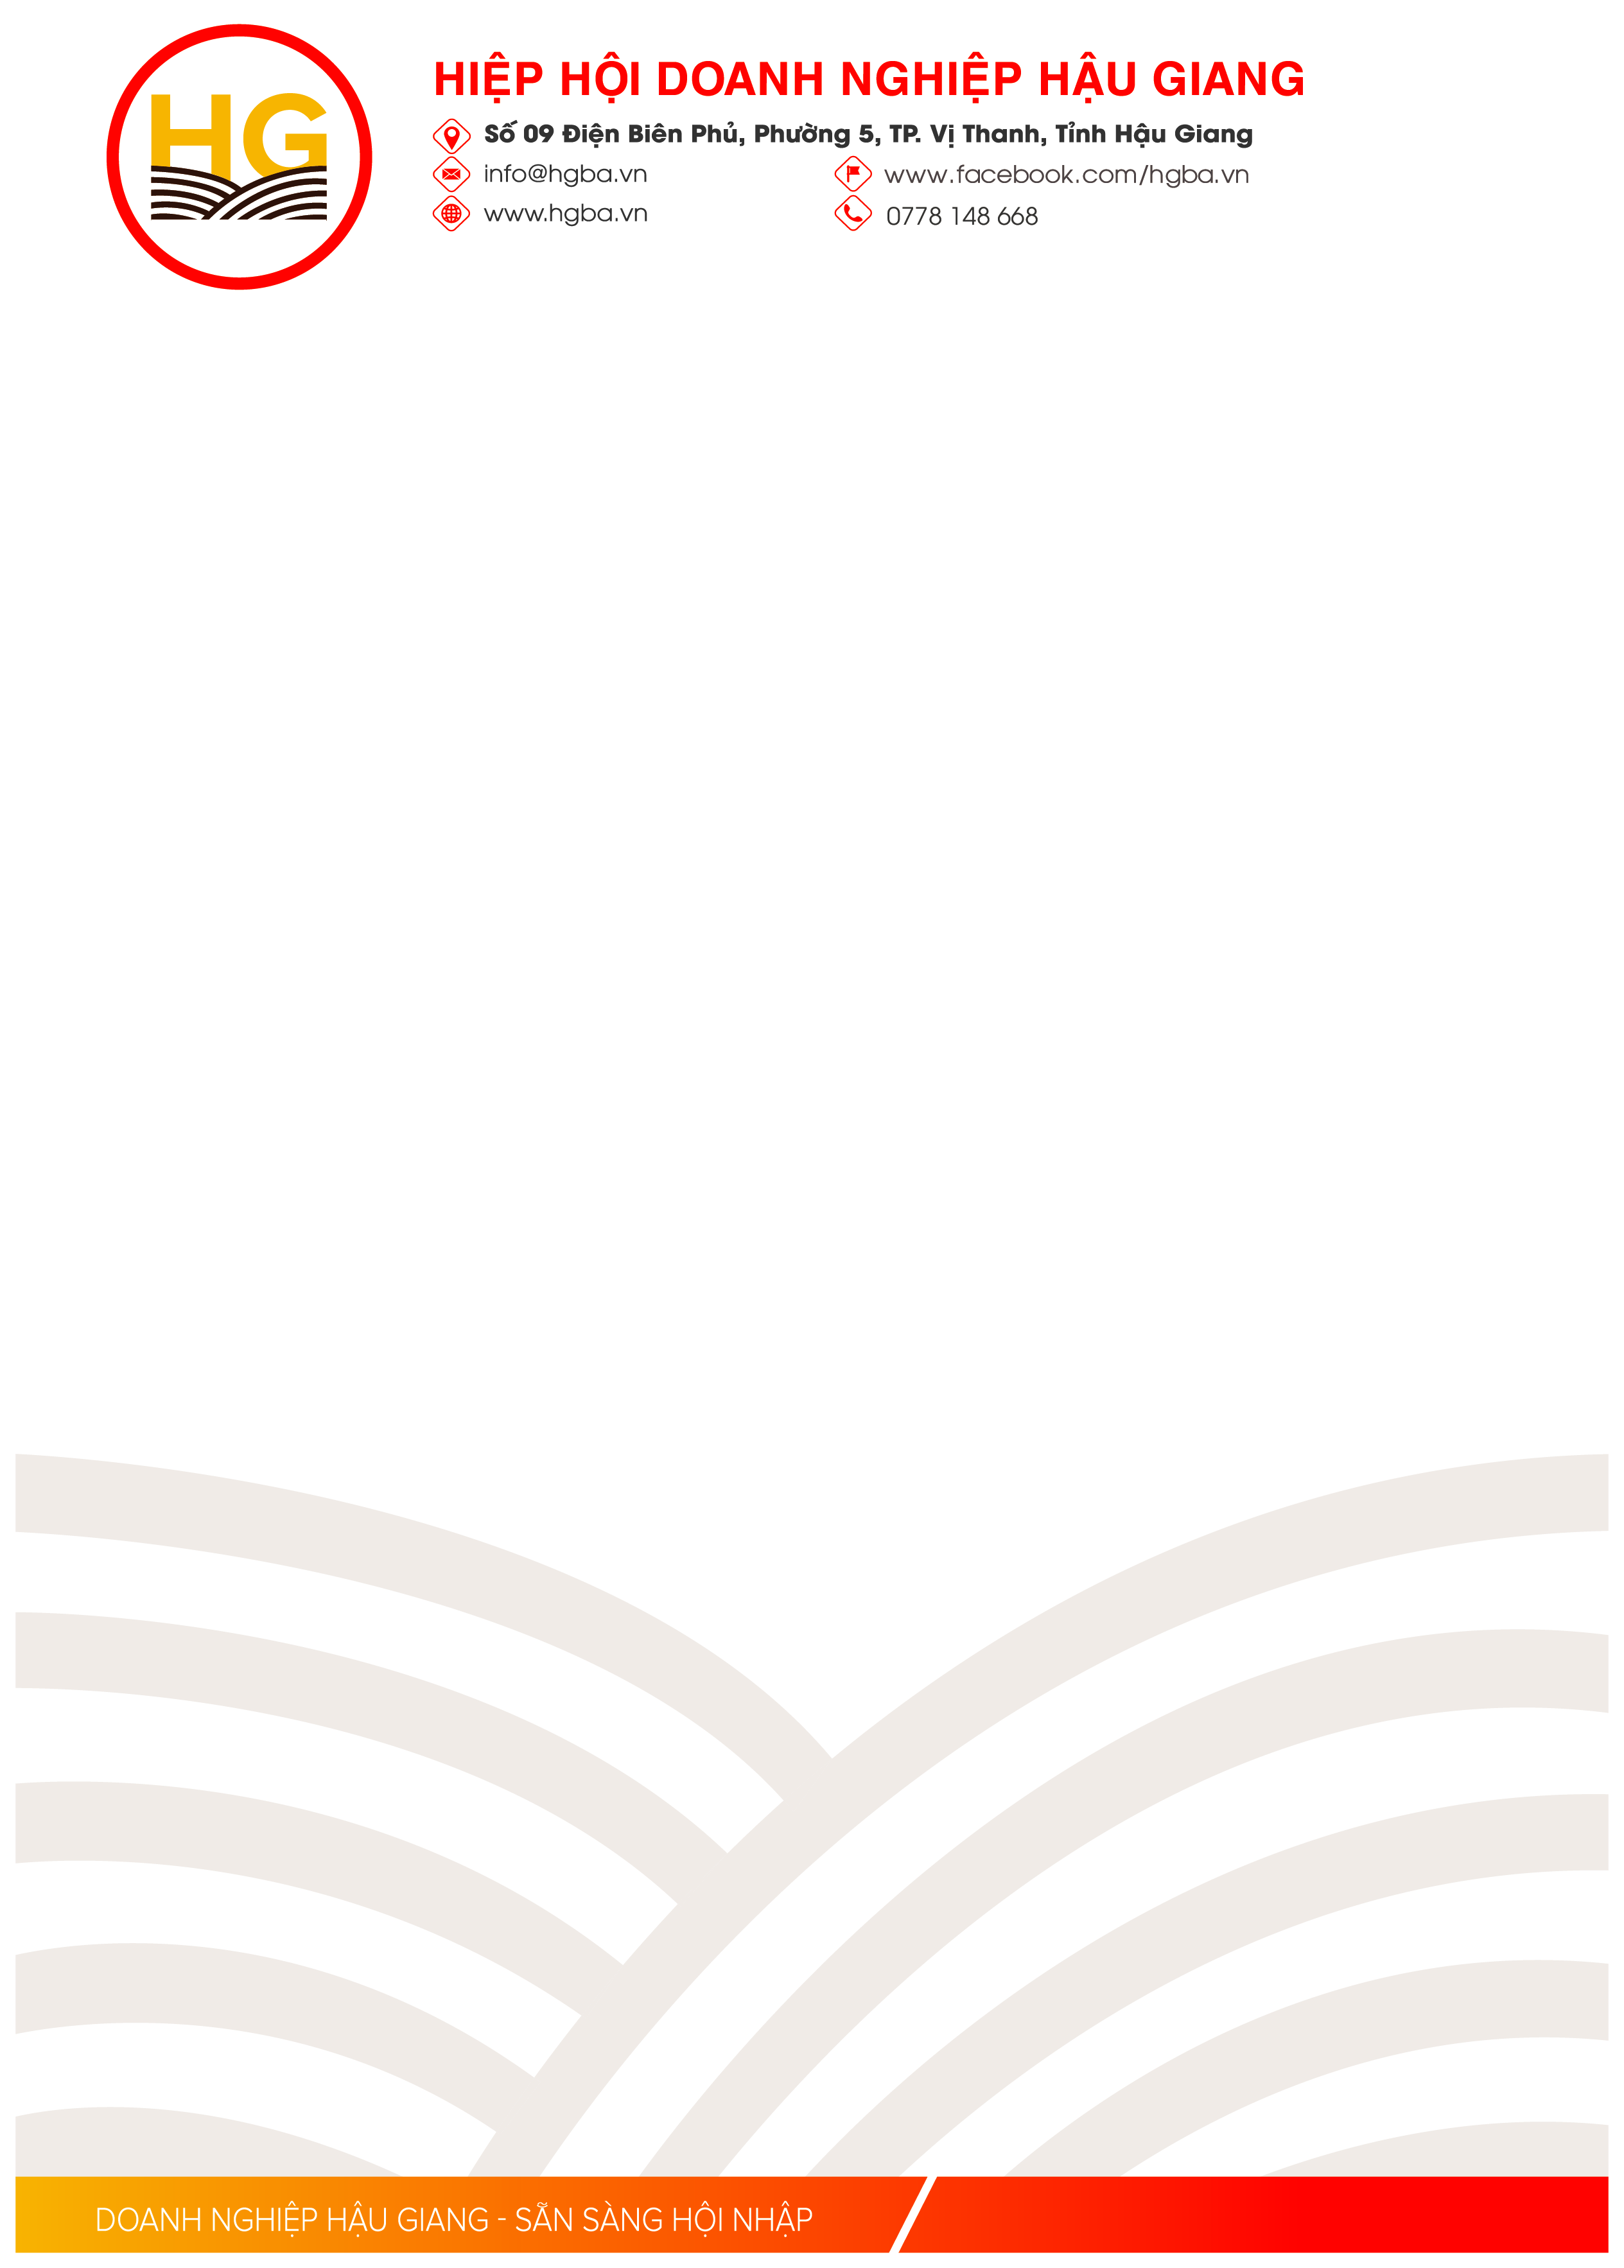 HG
HIỆP HỘI DOANH NGHIỆP HẬU GIANG
Số 09 Điện Biên Phủ, Phường 5, TP. Vị Thanh, Tỉnh Hậu Giang
info@hgba.vn www.facebook.com/hgba.vn
www.hgba.vn 0778 148 668
DOANH NGHIỆP HẬU GIANG - SẴN SÀNG HỘI NHẬP